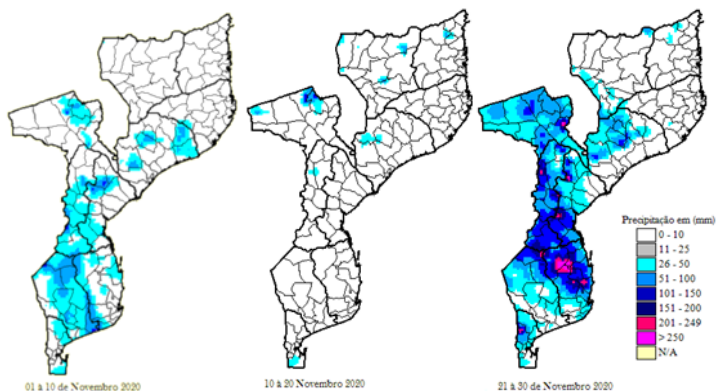 Precipitação em (mm)
0 - 10
11 - 25
26 - 50
51 - 100
101 - 150
151 - 200
201 - 249
> 250
N/A
01 à 10 de Novembro 2020
10 à 20 Novembro 2020
21 à 30 de Novembro 2020